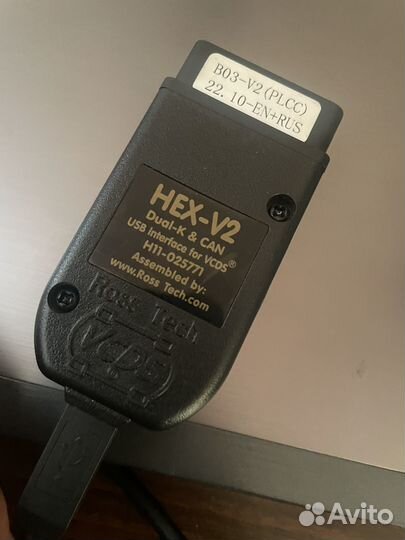 B03-V2(PLCC)
22.10-EN+RUS
HEX-V2
Dual-K & CAN
USB Interface for VCDS®
H11-025771
Assembled by:
www.Ross Tech.com
Ross Tech
VCDS
Avito